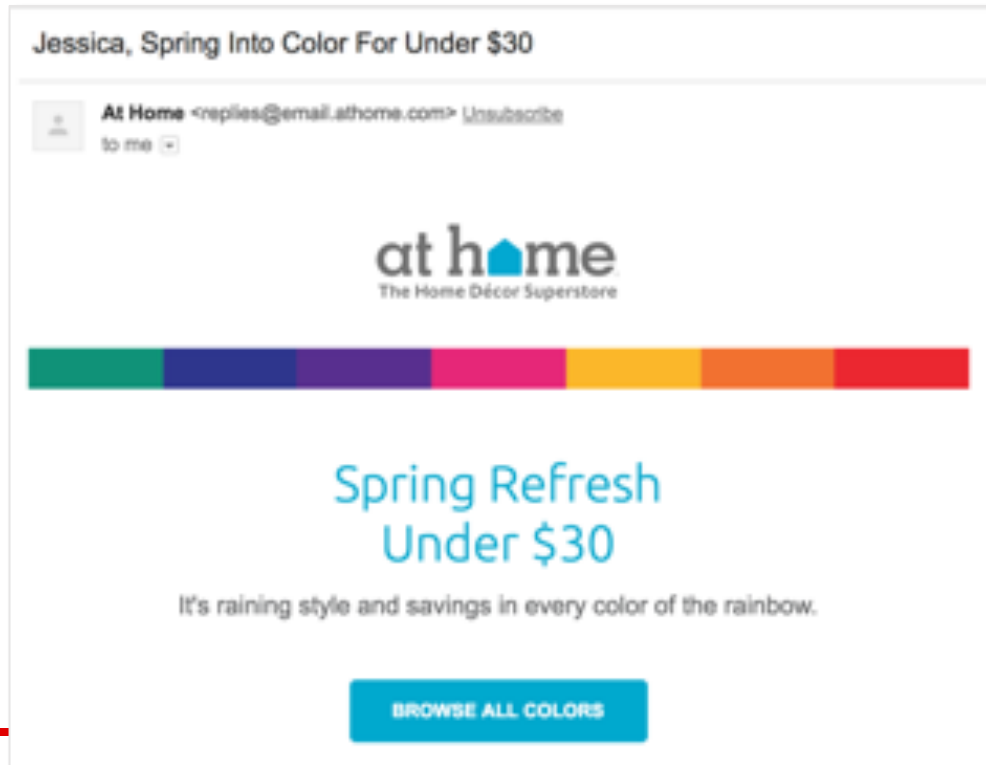 Jessica, Spring Into Color For Under $30
At Home <replies@email.athome.com> Unsubscribe
to me
at home
The Home Décor Superstore
Spring Refresh
Under $30
It's raining style and savings in every color of the rainbow.
BROWSE ALL COLORS